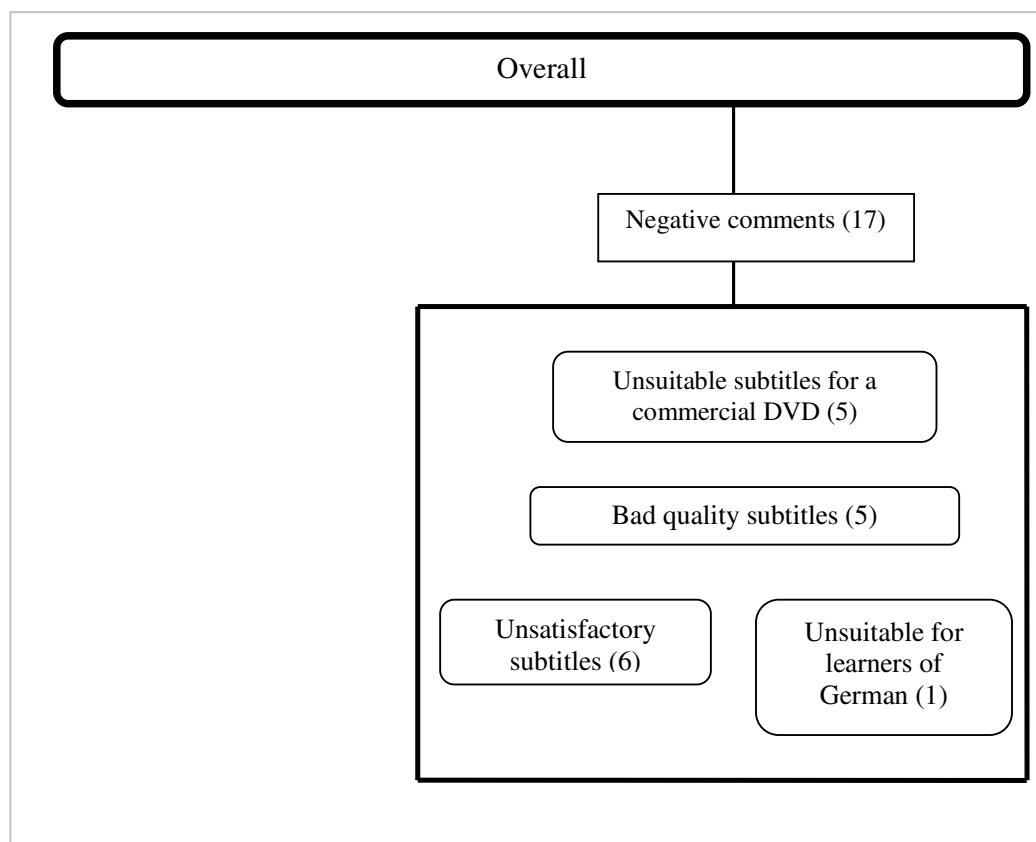 Overall
Negative comments (17)
Unsuitable subtitles for a
commercial DVD (5)
Bad quality subtitles (5)
Unsatisfactory
subtitles (6)
Unsuitable for
learners of
German (1)